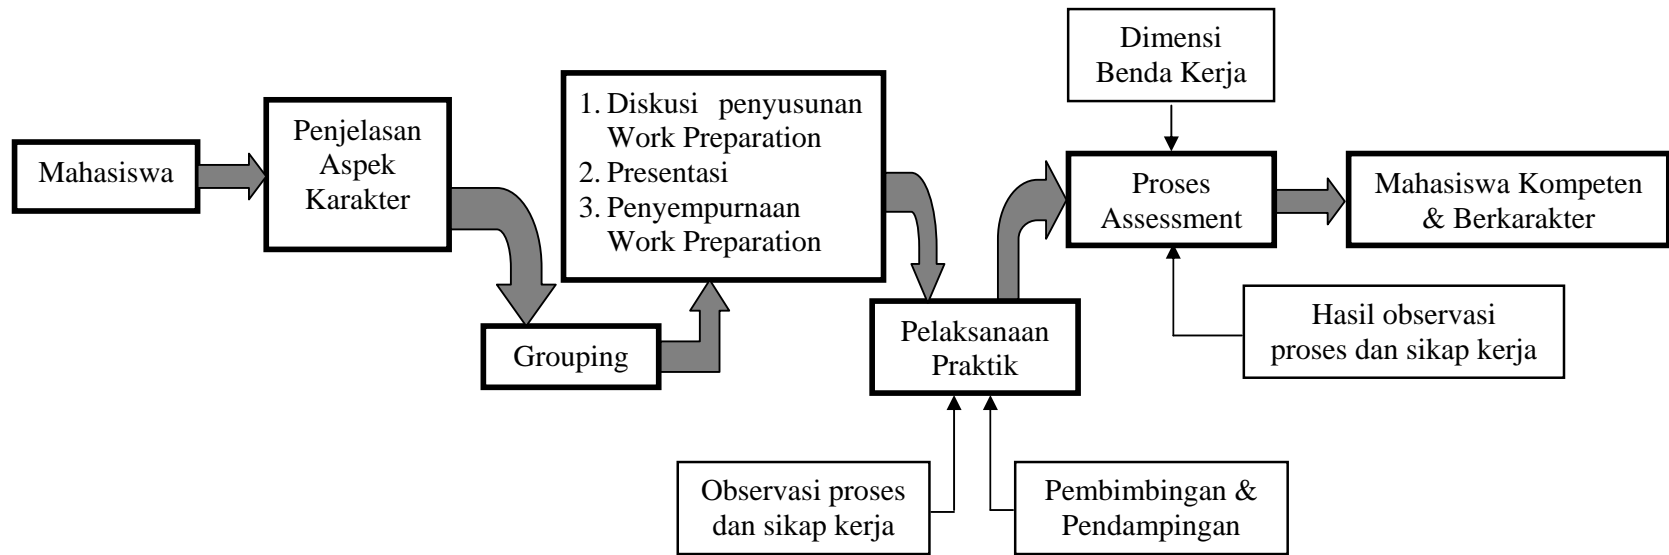 Mahasiswa
Penjelasan
Aspek
Karakter
Grouping
1. Diskusi penyusunan
Work Preparation
2. Presentasi
3. Penyempurnaan
Work Preparation
Pelaksanaan
Praktik
Observasi proses
dan sikap kerja
Pembimbingan &
Pendampingan
Dimensi
Benda Kerja
Proses
Assessment
Hasil observasi
proses dan sikap kerja
Mahasiswa Kompeten
& Berkarakter